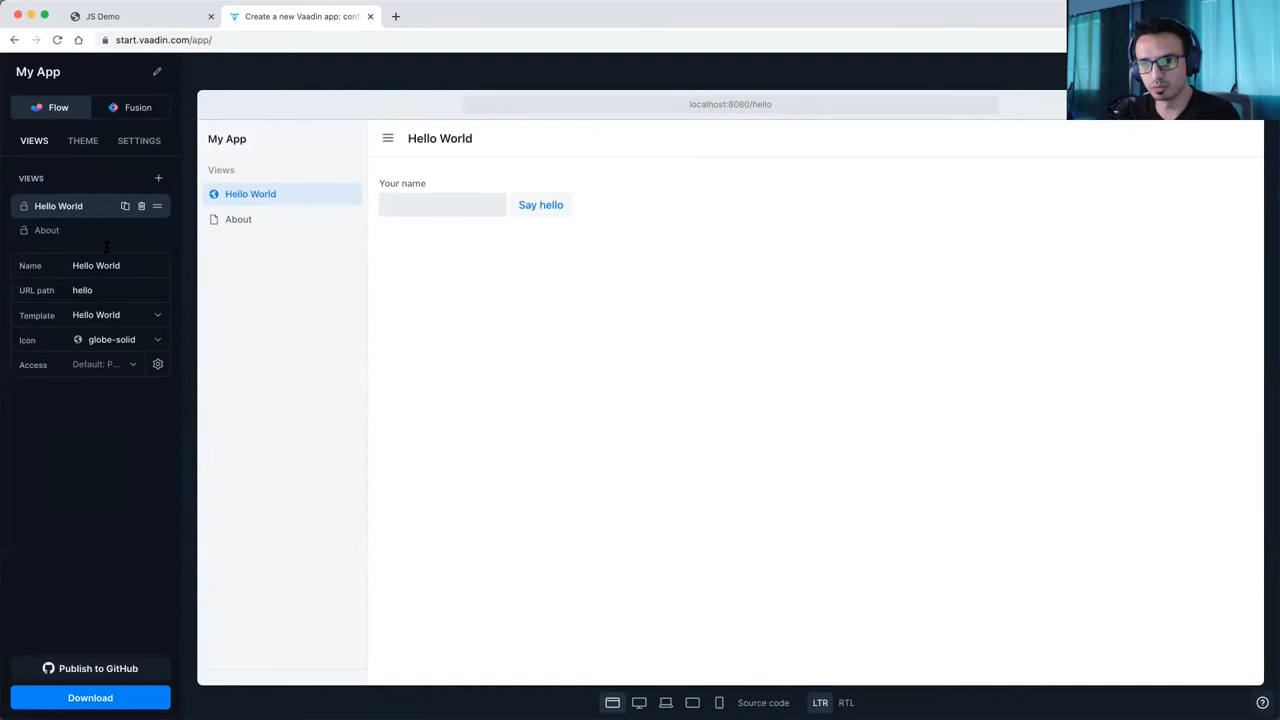 JS Demo
Create a new Vaadin app: conf
start.vaadin.com/app/
My App
Flow
Fusion
VIEWS
THEME
SETTINGS
VIEWS
Hello World
About
Name
Hello World
URL path
hello
Template
Hello World
Icon
globe-solid
Access
Default: P...
Publish to GitHub
Download
localhost:8080/hello
My App
Views
Hello World
About
Hello World
Your name
Say hello
Source code
LTR
RTL